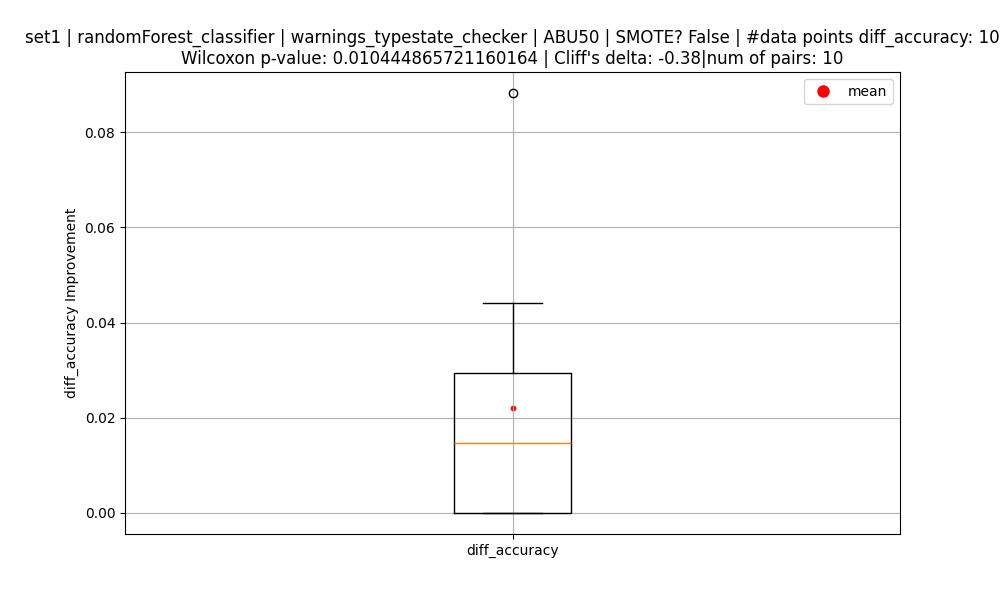 set1 | randomForest_classifier | warnings_typestate_checker | ABU50 | SMOTE? False | #data points diff_accuracy: 10
Wilcoxon p-value: 0.010444865721160164 | Cliff's delta: -0.38|num of pairs: 10
mean
0.08
0.06
0.04
0.02
0.00
diff_accuracy Improvement
diff_accuracy